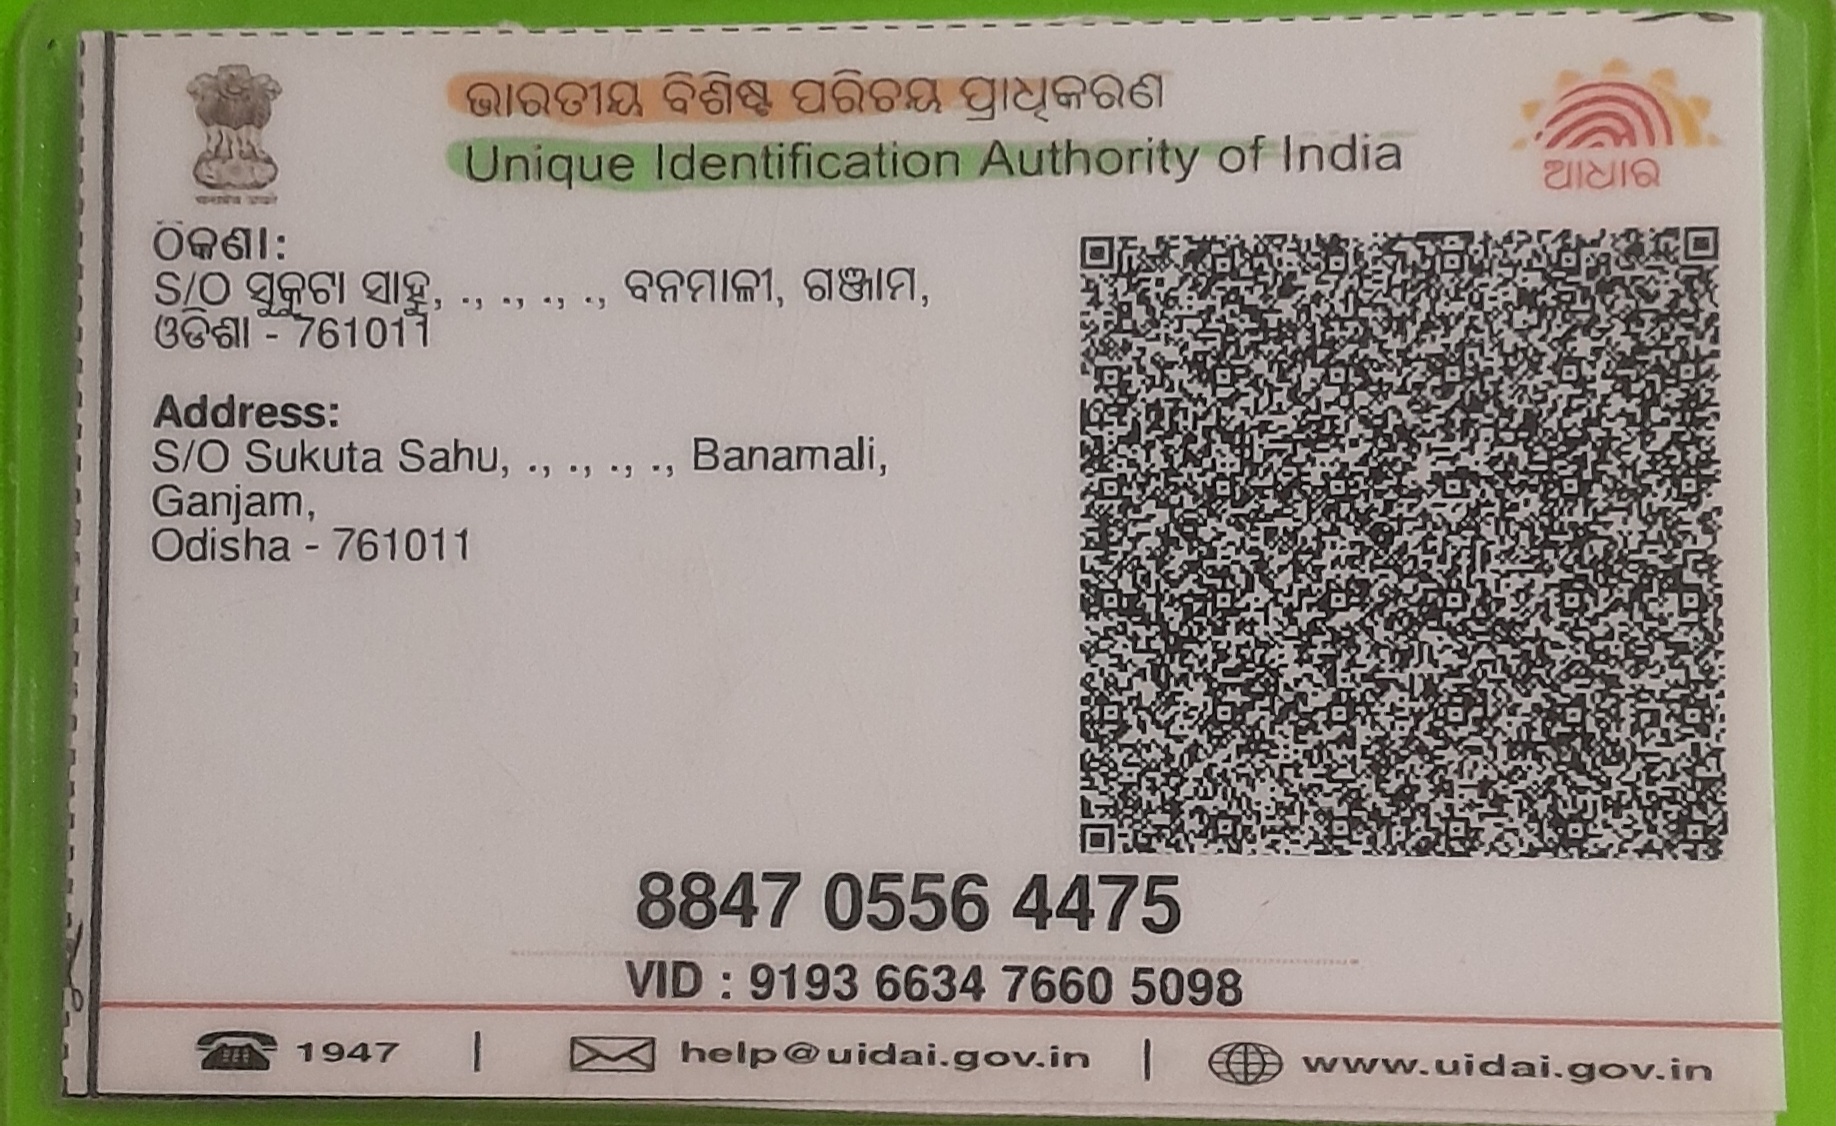 ଭାରତୀୟ ବିଶିଷ୍ଟ ପରିଚୟ ପ୍ରାଧିକରଣ
Unique Identification Authority of India
ଆଧାର
ଠିକଣା:
S/O ସୁକୁଟା ସାହୁ, ., ., ., ., ବନମାଳୀ, ଗଞ୍ଜାମ,
ଓଡିଶା - 761011
Address:
S/O Sukuta Sahu, ., ., ., ., Banamali,
Ganjam,
Odisha - 761011
8847 0556 4475
VID : 9193 6634 7660 5098
1947 | help@uidai.gov.in | www.uidai.gov.in